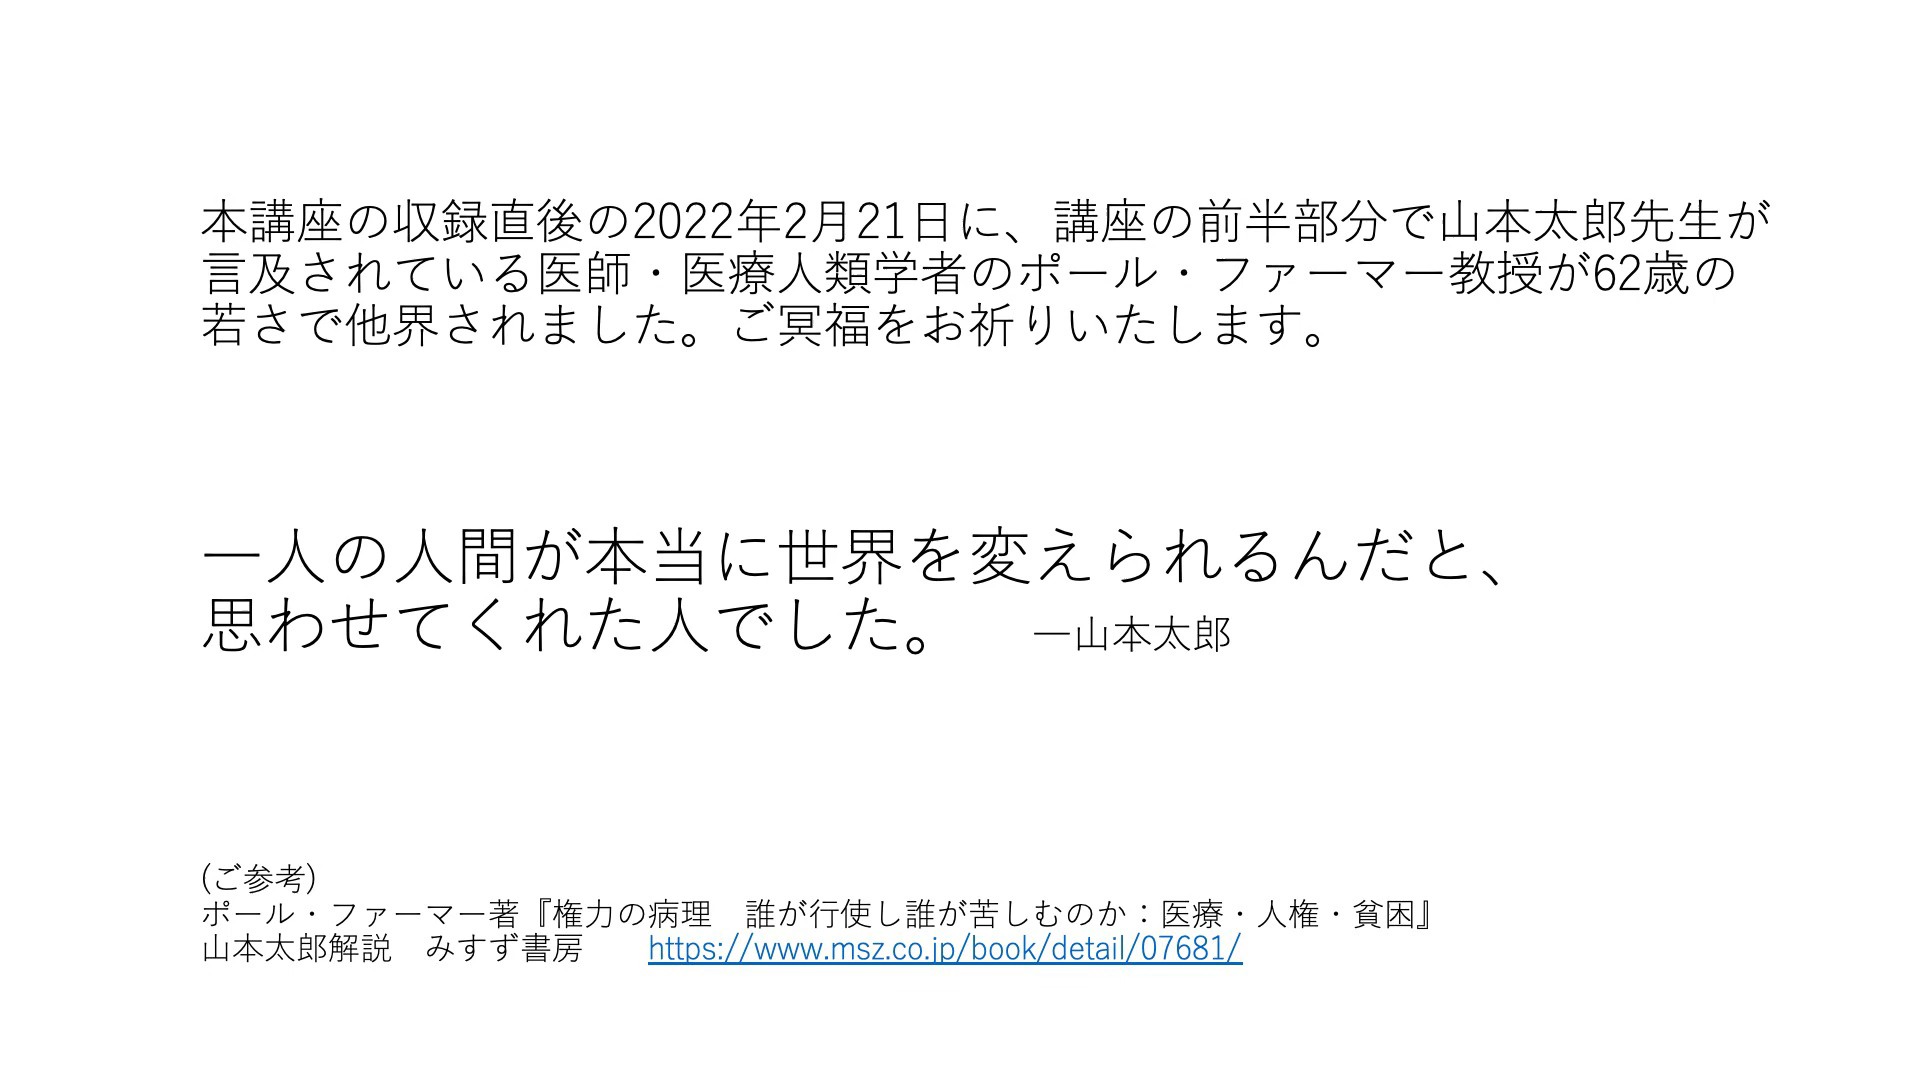 本講座の収録直後の2022年2月21日に、講座の前半部分で山本太郎先生が
言及されている医師・医療人類学者のポール・ファーマー教授が62歳の
若さで他界されました。ご冥福をお祈りいたします。
一人の人間が本当に世界を変えられるんだと、
思わせてくれた人でした。　―山本太郎
(ご参考)
ポール・ファーマー著『権力の病理　誰が行使し誰が苦しむのか：医療・人権・貧困』
山本太郎解説　みすず書房　https://www.msz.co.jp/book/detail/07681/